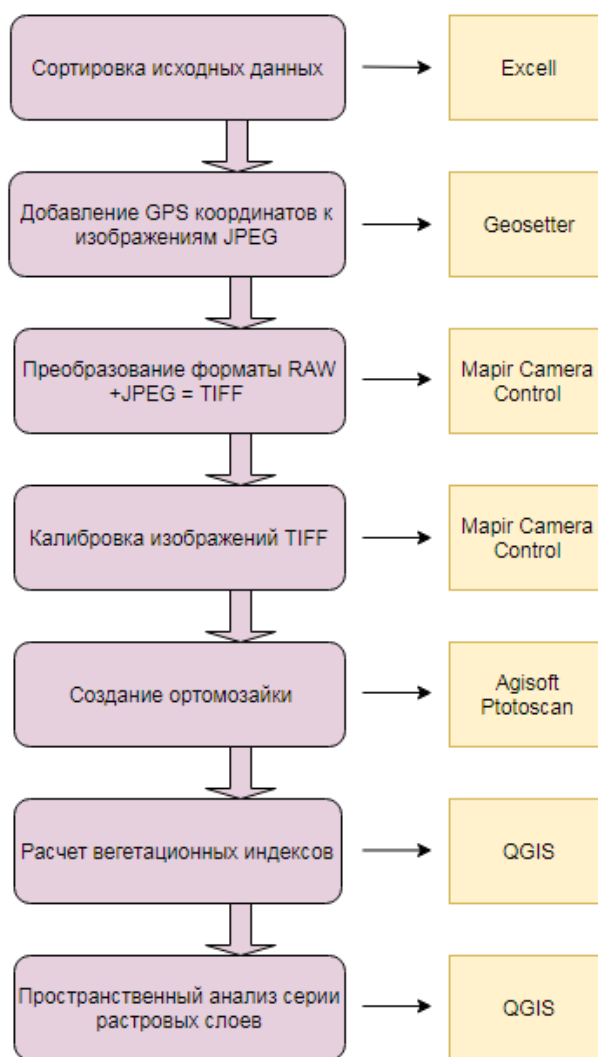 Сортировка исходных данных
Excell
Добавление GPS координатов к
изображениям JPEG
Geosetter
Преобразование форматы RAW
+JPEG = TIFF
Mapir Camera
Control
Калибровка изображений TIFF
Mapir Camera
Control
Создание ортомозайки
Agisoft
Ptotoscan
Расчет вегетационных индексов
QGIS
Пространственный анализ серии
растровых слоев
QGIS